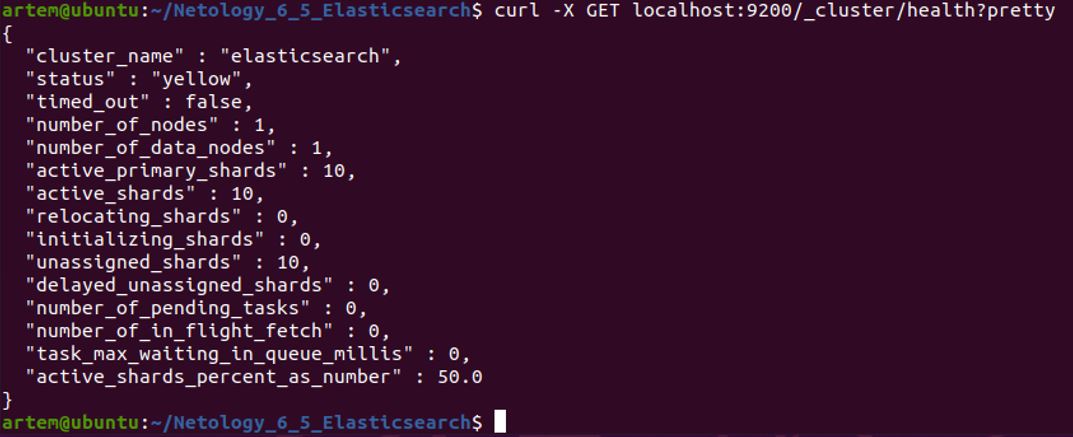 artem@ubuntu:~/Netology_6_5_Elasticsearch$ curl -X GET localhost:9200/_cluster/health?pretty
{
  "cluster_name" : "elasticsearch",
  "status" : "yellow",
  "timed_out" : false,
  "number_of_nodes" : 1,
  "number_of_data_nodes" : 1,
  "active_primary_shards" : 10,
  "active_shards" : 10,
  "relocating_shards" : 0,
  "initializing_shards" : 0,
  "unassigned_shards" : 10,
  "delayed_unassigned_shards" : 0,
  "number_of_pending_tasks" : 0,
  "number_of_in_flight_fetch" : 0,
  "task_max_waiting_in_queue_millis" : 0,
  "active_shards_percent_as_number" : 50.0
}
artem@ubuntu:~/Netology_6_5_Elasticsearch$